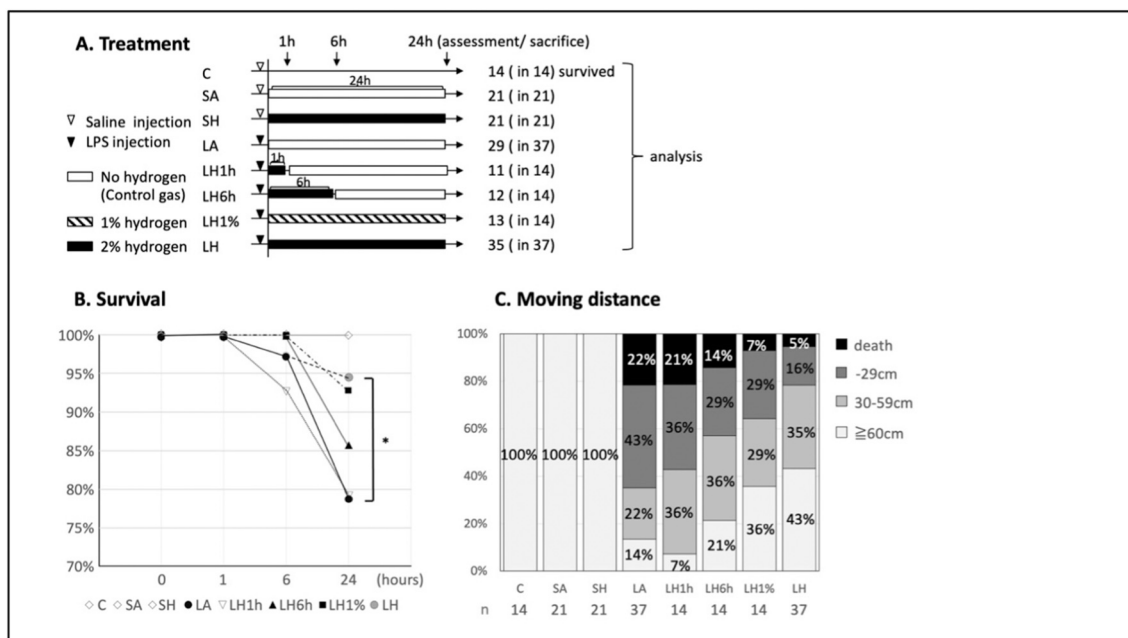 A. Treatment
1h 6h 24h (assessment/ sacrifice)
C 14 ( in 14) survived
24h
SA 21 ( in 21)
SH 21 ( in 21)
▽ Saline injection
▼ LPS injection
LA 29 ( in 37)
1h
LH1h 11 ( in 14)
No hydrogen
(Control gas)
6h
LH6h 12 ( in 14)
1% hydrogen LH1% 13 ( in 14)
2% hydrogen LH 35 ( in 37)
analysis
B. Survival
100%
95%
90%
85%
80%
75%
70%
*
0 1 6 24 (hours)
◇ C ◇ SA ◇ SH ● LA ▽ LH1h ▲ LH6h ■ LH1% ● LH
C. Moving distance
100%
80%
60%
40%
20%
0%
100% 100% 100%
22% 21% 14% 7% 5%
43% 36% 29% 29% 16%
22% 36% 36% 29% 35%
14% 7% 21% 36% 43%
death
-29cm
30-59cm
≧60cm
C SA SH LA LH1h LH6h LH1% LH
n 14 21 21 37 14 14 14 37